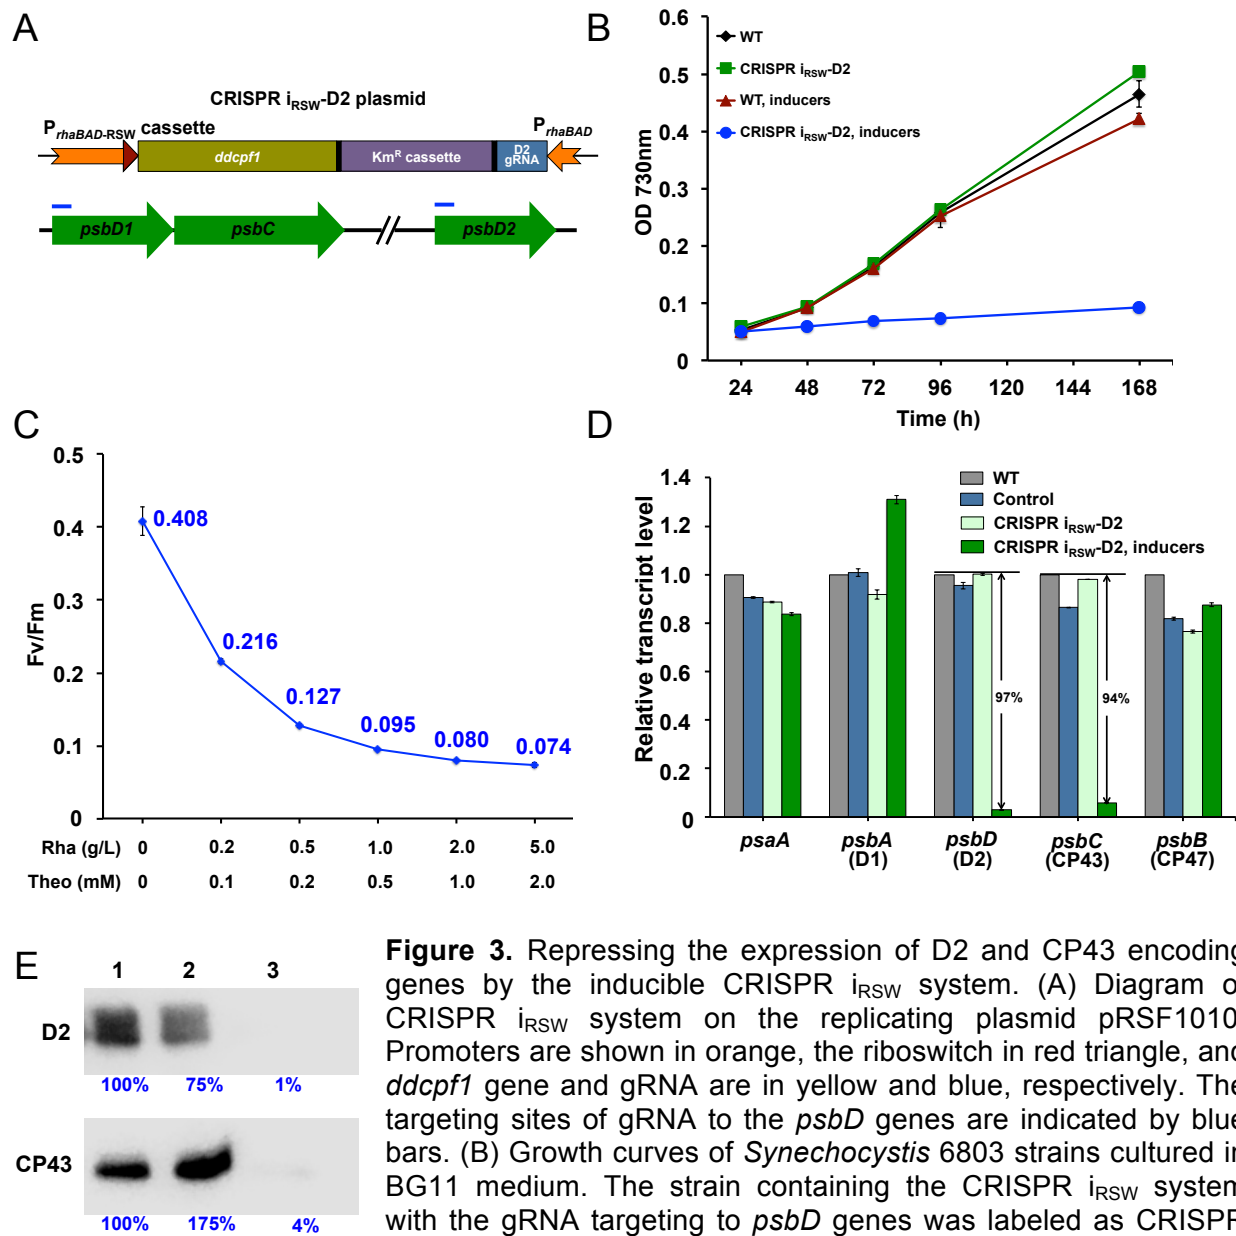 A
CRISPR iRSW-D2 plasmid
PrhaBAD-RSW cassette
PrhaBAD
ddcpf1
KmR cassette
D2
gRNA
psbD1
psbC
psbD2
B
WT
CRISPR iRSW-D2
WT, inducers
CRISPR iRSW-D2, inducers
OD 730nm
0.6
0.5
0.4
0.3
0.2
0.1
0
24 48 72 96 120 144 168
Time (h)
C
Fv/Fm
0.5
0.4
0.3
0.2
0.1
0
0.408
0.216
0.127
0.095
0.080
0.074
Rha (g/L) 0 0.2 0.5 1.0 2.0 5.0
Theo (mM) 0 0.1 0.2 0.5 1.0 2.0
D
WT
Control
CRISPR iRSW-D2
CRISPR iRSW-D2, inducers
Relative transcript level
1.4
1.2
1.0
0.8
0.6
0.4
0.2
0
97%
94%
psaA psbA psbD psbC psbB
(D1) (D2) (CP43) (CP47)
E
1 2 3
D2
100% 75% 1%
CP43
100% 175% 4%
Figure 3. Repressing the expression of D2 and CP43 encoding
genes by the inducible CRISPR iRSW system. (A) Diagram o
CRISPR iRSW system on the replicating plasmid pRSF1010
Promoters are shown in orange, the riboswitch in red triangle, and
ddcpf1 gene and gRNA are in yellow and blue, respectively. The
targeting sites of gRNA to the psbD genes are indicated by blue
bars. (B) Growth curves of Synechocystis 6803 strains cultured in
BG11 medium. The strain containing the CRISPR iRSW system
with the gRNA targeting to psbD genes was labeled as CRISPR